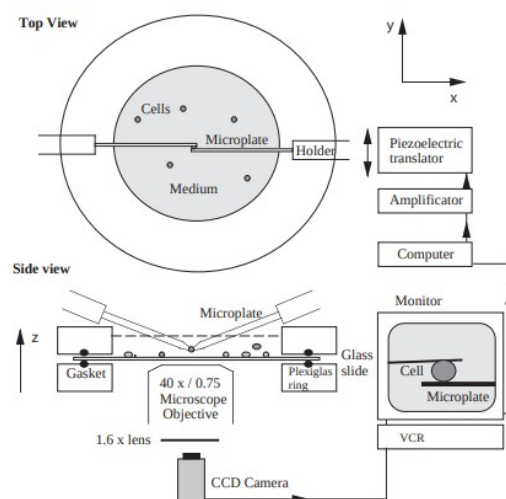 Top View
y
x
Cells
Microplate
Holder
Medium
Piezoelectric
translator
Amplificator
Computer
Side view
Microplate
z
Gasket
40 x / 0.75
Microscope
Objective
Plexiglas
ring
Glass
slide
1.6 x lens
CCD Camera
Monitor
Cell
Microplate
VCR